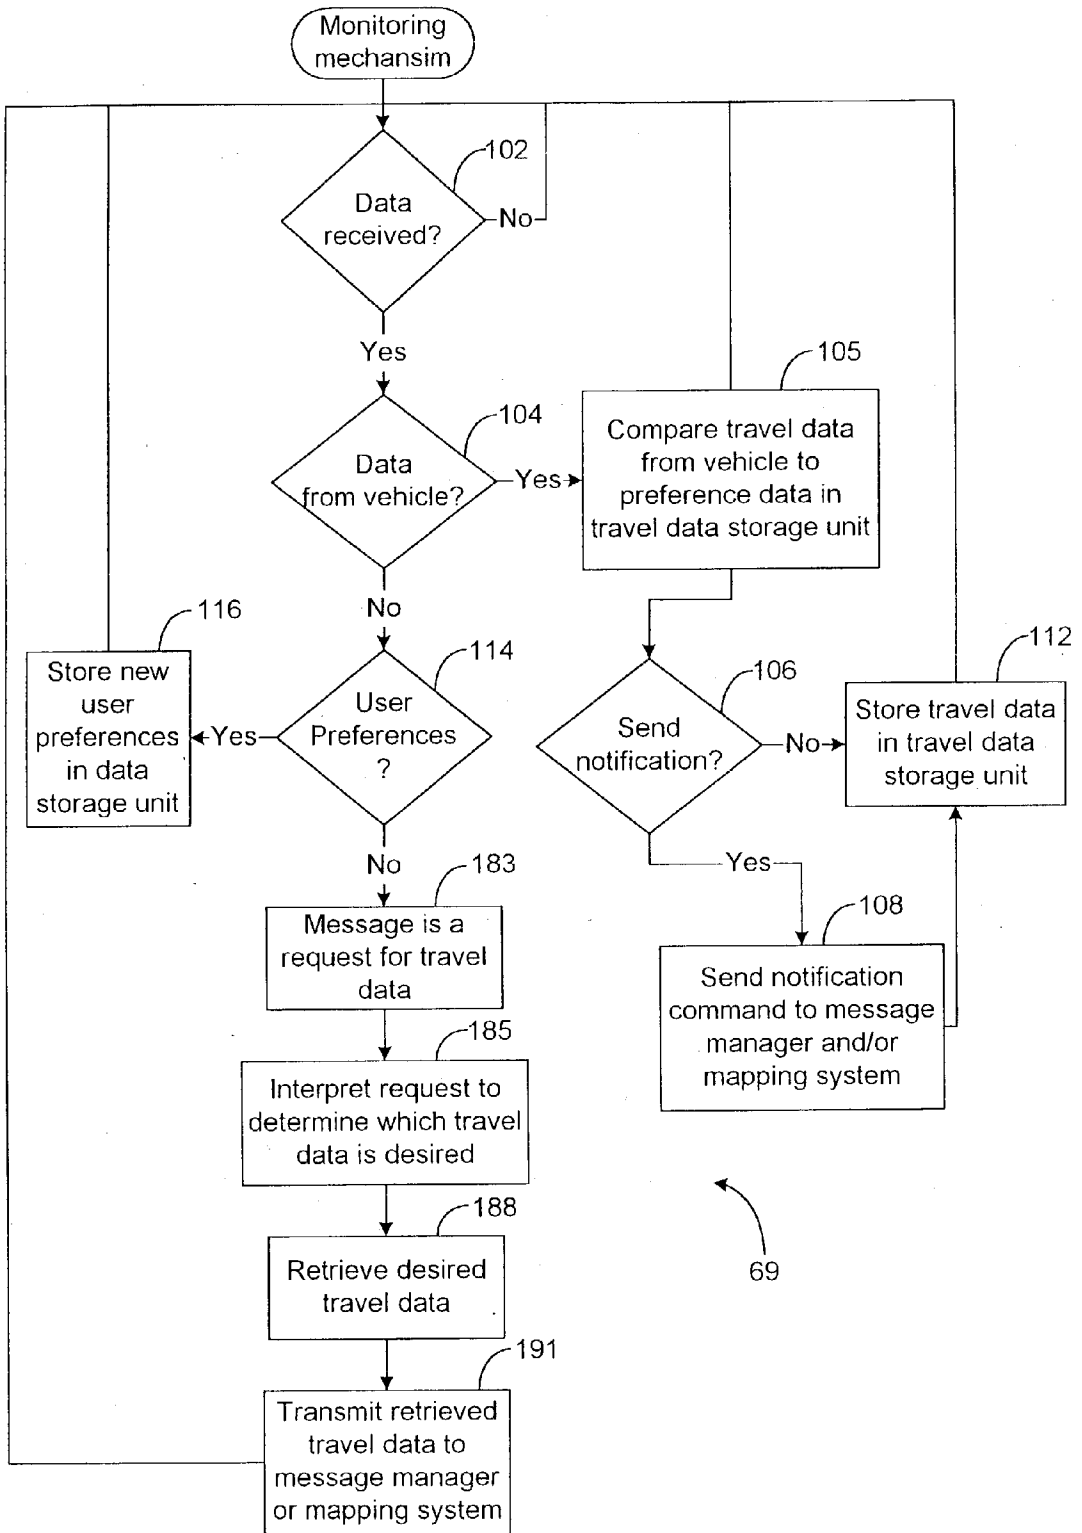 Monitoring
mechansim
102
Data
received?
No
Yes
105
104
Data
from vehicle?
Yes
Compare travel data
from vehicle to
preference data in
travel data storage unit
No
116
Store new
user
preferences
in data
storage unit
Yes
114
User
Preferences
?
106
Send
notification?
No
112
Store travel data
in travel data
storage unit
No
Yes
183
Message is a
request for travel
data
108
Send notification
command to message
manager and/or
mapping system
185
Interpret request to
determine which travel
data is desired
188
Retrieve desired
travel data
69
191
Transmit retrieved
travel data to
message manager
or mapping system